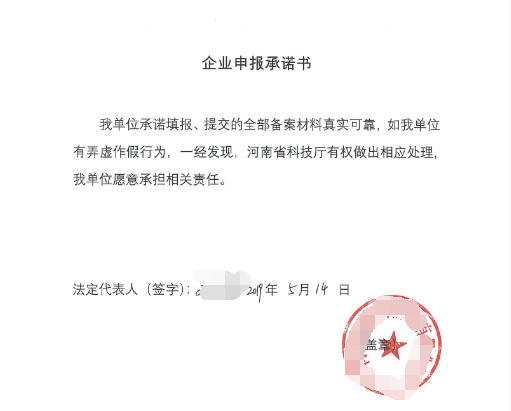 企业申报承诺书
我单位承诺填报、提交的全部备案材料真实可靠，如我单位
有弄虚作假行为，一经发现，河南省科技厅有权做出相应处理，
我单位愿意承担相关责任。
法定代表人（签字）： 2019年 5月 14 日
盖章